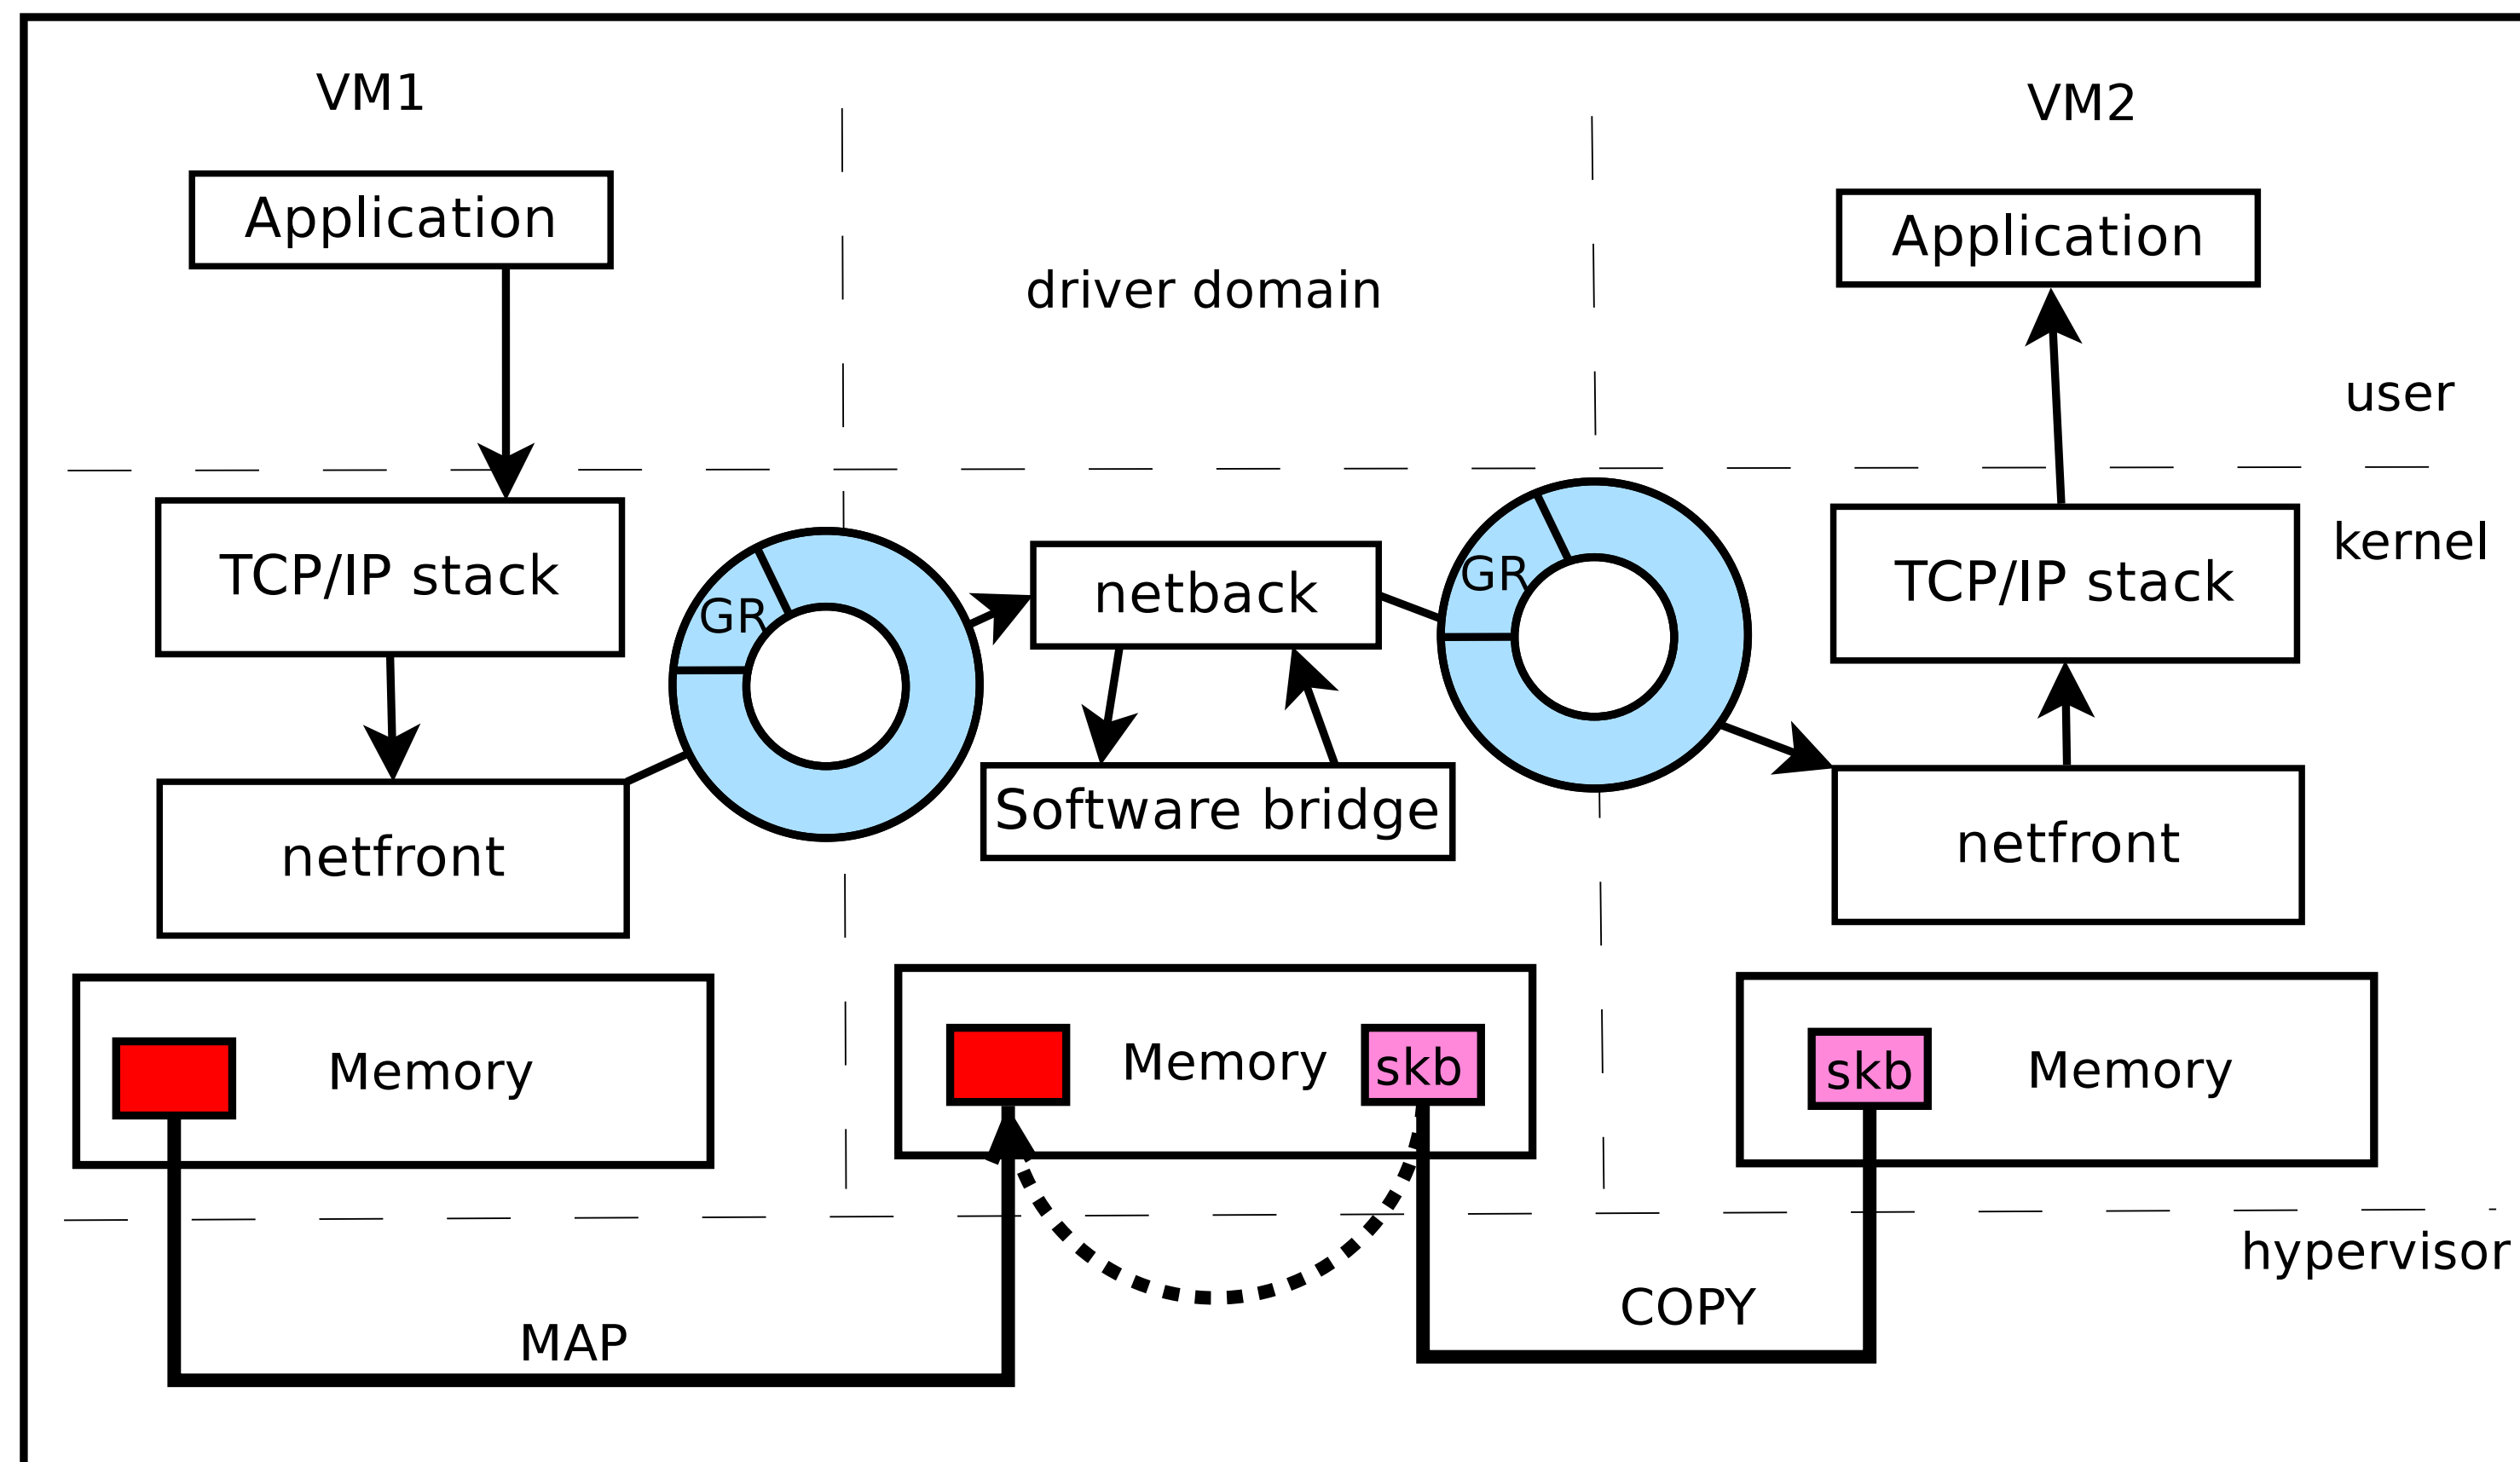 VM1
VM2
Application
Application
driver domain
user
kernel
TCP/IP stack
GR
netback
GR
TCP/IP stack
Software bridge
netfront
netfront
Memory
Memory
skb
skb
Memory
hypervisor
COPY
MAP